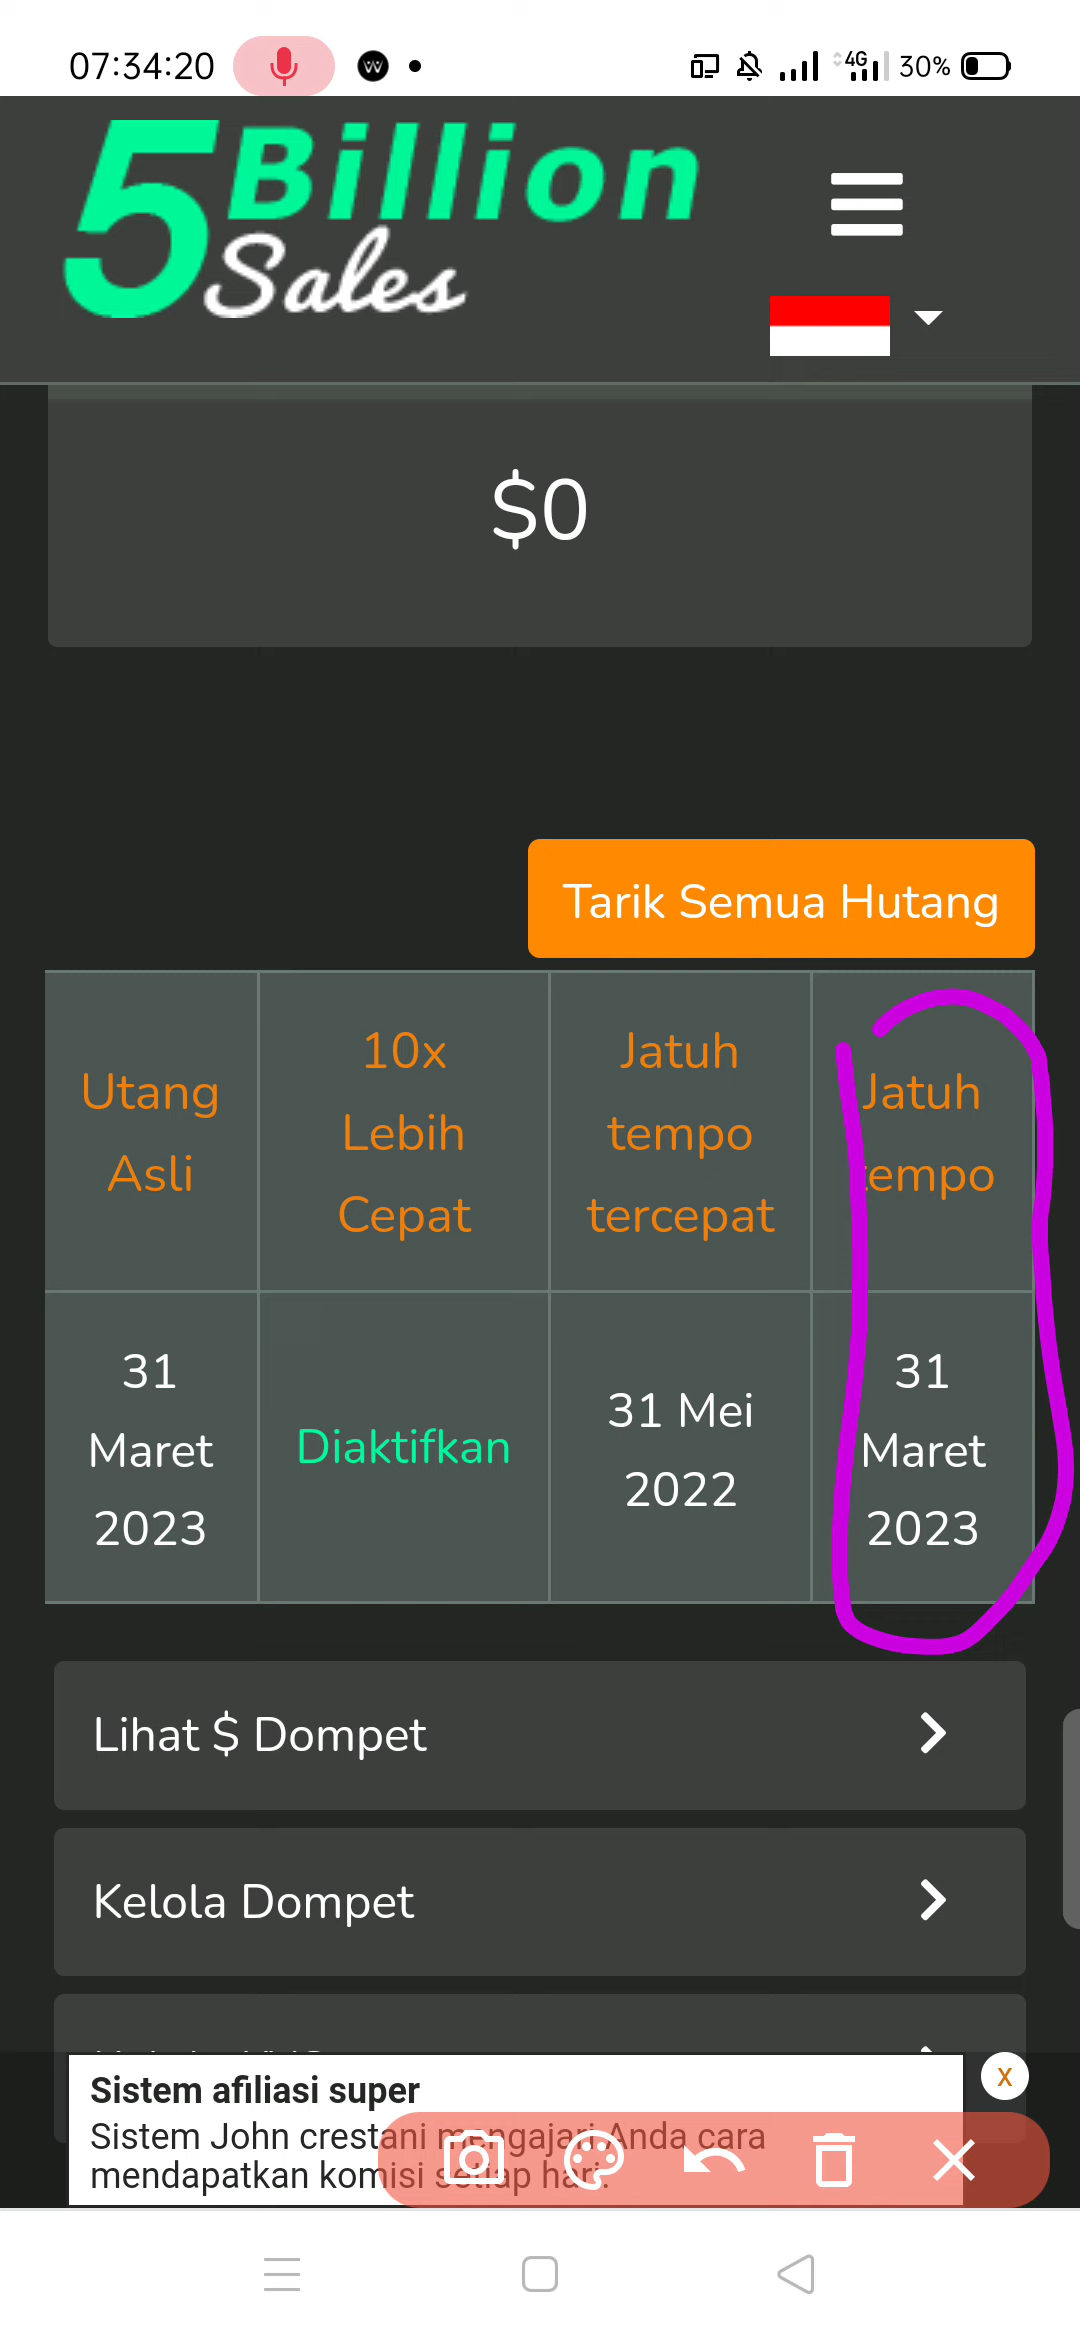 07:34:20
4G
30%
5 Billion
Sales
$0
Tarik Semua Hutang
Utang
Asli
10x
Lebih
Cepat
Jatuh
tempo
tercepat
Jatuh
tempo
31
Maret
2023
Diaktifkan
31 Mei
2022
31
Maret
2023
Lihat $ Dompet
Kelola Dompet
Sistem afiliasi super
x
Sistem John crestani mengajari Anda cara
mendapatkan komisi setiap hari.